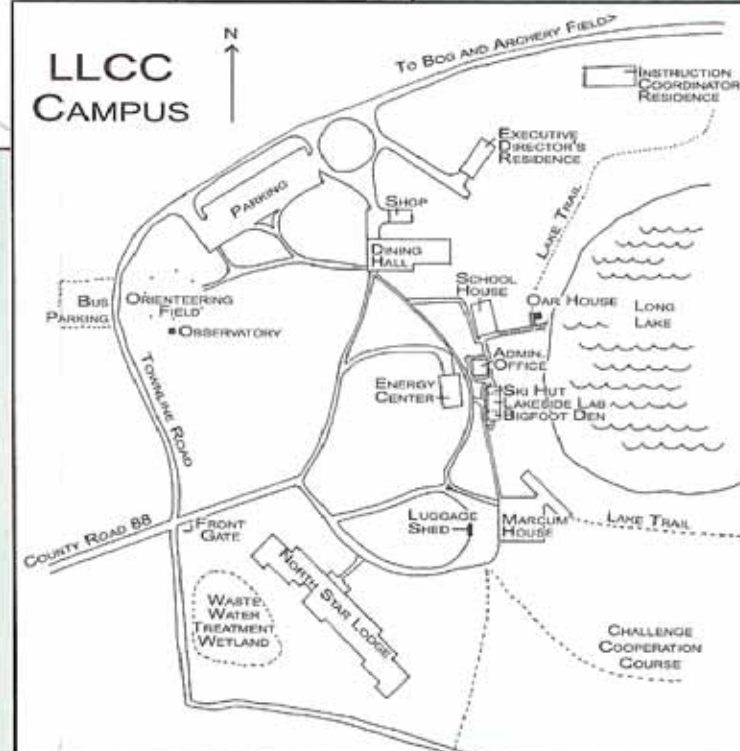 LLCC
CAMPUS
N
TO BOG AND ARCHERY FIELD>
INSTRUCTION
COORDINATOR
RESIDENCE
EXECUTIVE
DIRECTOR'S
RESIDENCE
PARKING
SHOP
DINING
HALL
LAKE TRAIL
SCHOOL
HOUSE
OAR HOUSE
LONG
LAKE
BUS
PARKING
ORIENTEERING
FIELD
OBSERVATORY
ADMIN.
OFFICE
ENERGY
CENTER
SKI HUT
LAKESIDE LAB
BIGFOOT DEN
TOWNLINE ROAD
COUNTY ROAD 88
FRONT
GATE
LUGGAGE
SHED
MARCUM
HOUSE
LAKE TRAIL
NORTH STAR LODGE
WASTE
WATER
TREATMENT
WETLAND
CHALLENGE
COOPERATION
COURSE